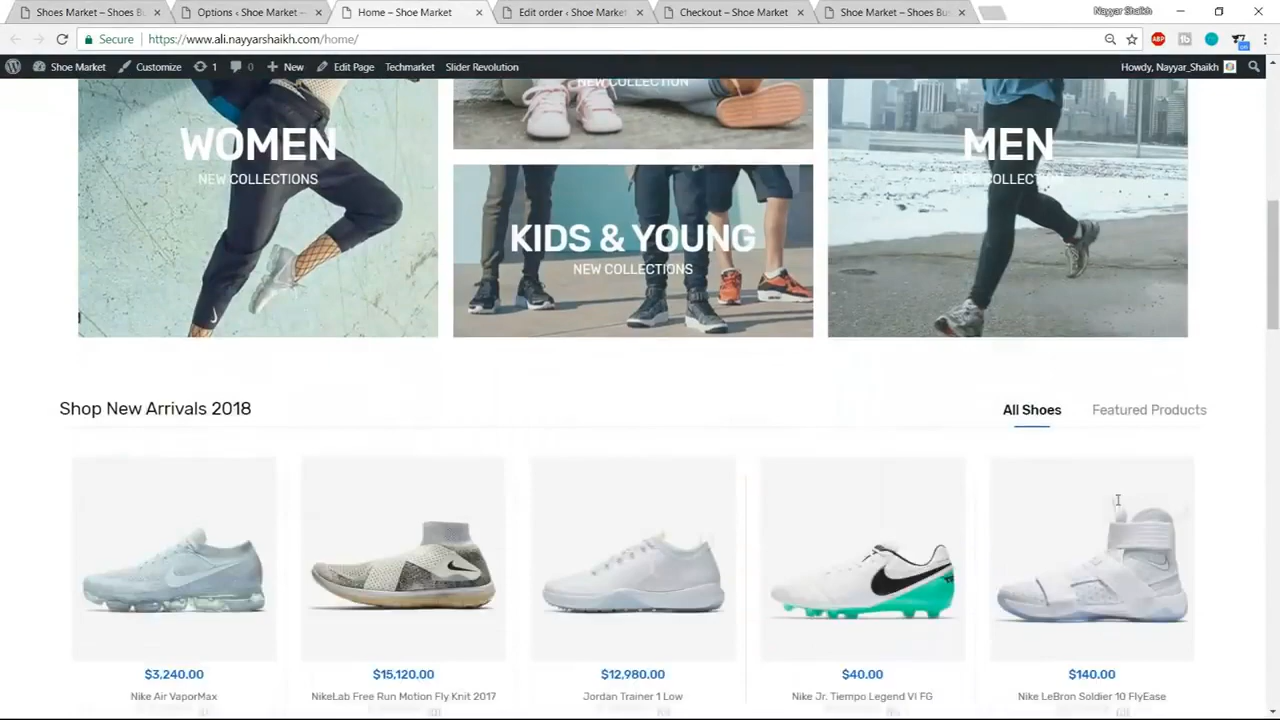 Shoes Market – Shoes Bu
Options ‹ Shoe Market –
Home – Shoe Market
Edit order ‹ Shoe Market
Checkout – Shoe Market
Shoe Market – Shoes Bus
Nayyar Shaikh
Secure
https://www.ali.nayyarshaikh.com/home/
ABP
Shoe Market
Customize
1
0
New
Edit Page
Techmarket
Slider Revolution
Howdy, Nayyar_Shaikh
NEW COLLECTION
WOMEN
NEW COLLECTIONS
MEN
NEW COLLECTION
KIDS & YOUNG
NEW COLLECTIONS
Shop New Arrivals 2018
All Shoes
Featured Products
$3,240.00
$15,120.00
$12,980.00
$40.00
$140.00
Nike Air VaporMax
NikeLab Free Run Motion Fly Knit 2017
Jordan Trainer 1 Low
Nike Jr. Tiempo Legend VI FG
Nike LeBron Soldier 10 FlyEase